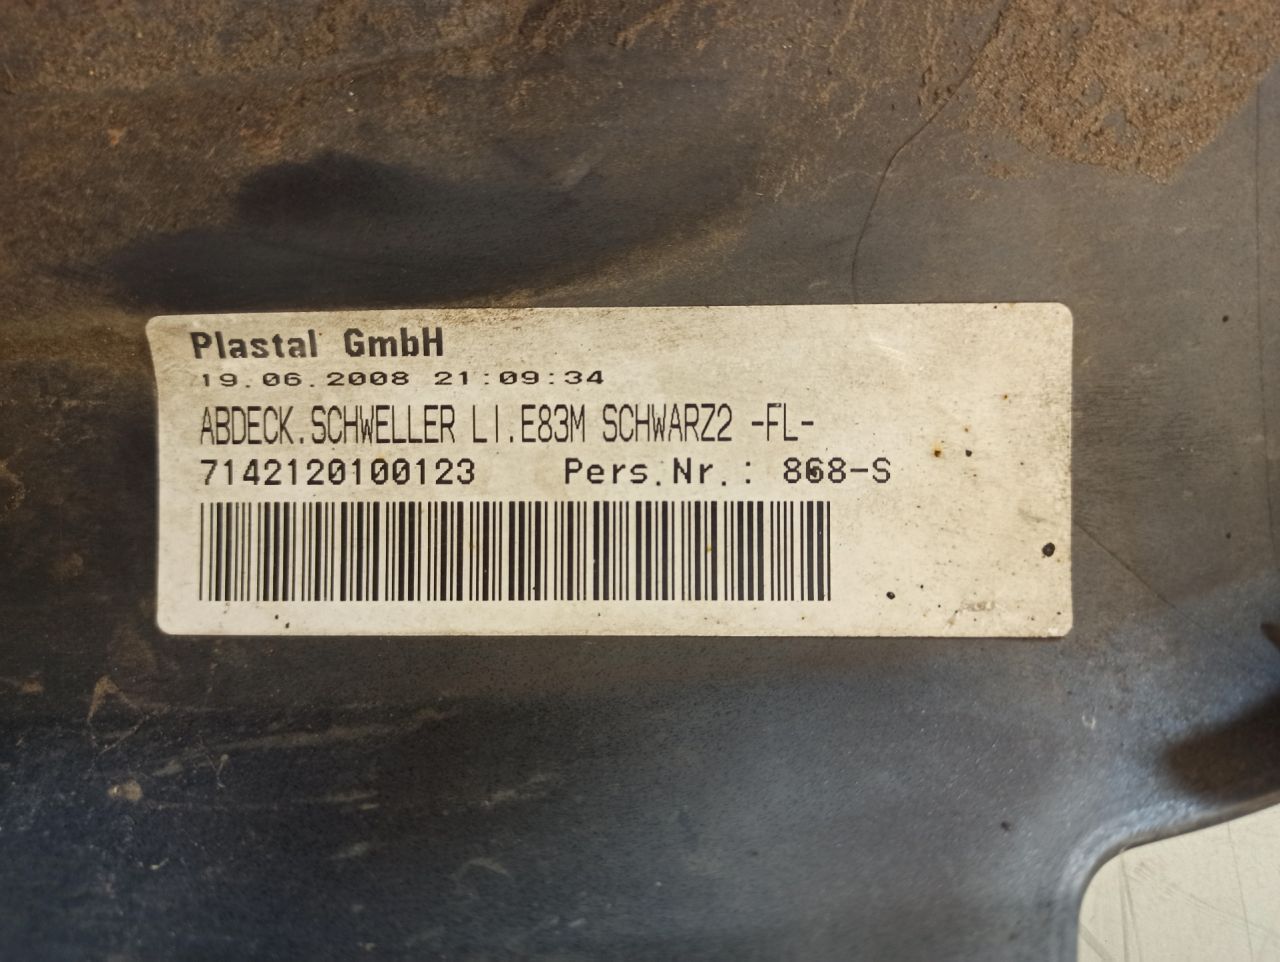 Plastal GmbH
19.06.2008 21:09:34
ABDECK.SCHWELLER LI.E83M SCHWARZ2 -FL-
7142120100123 Pers.Nr.: 868-S